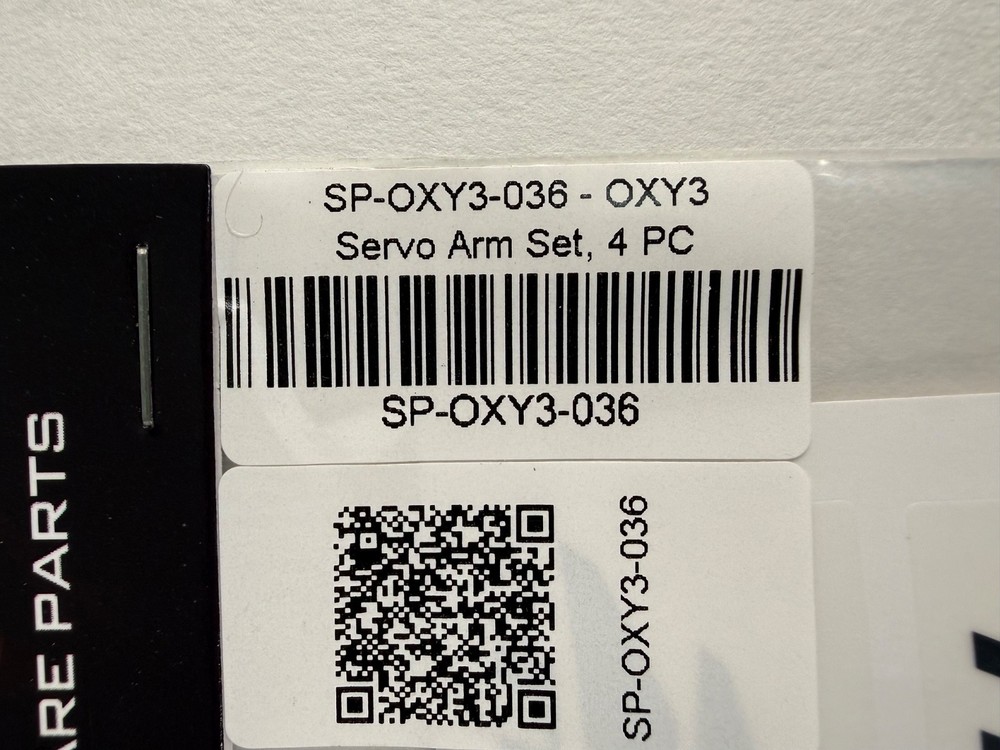 SP-OXY3-036 - OXY3
Servo Arm Set, 4 PC
SP-OXY3-036
SP-OXY3-036
ARE PARTS